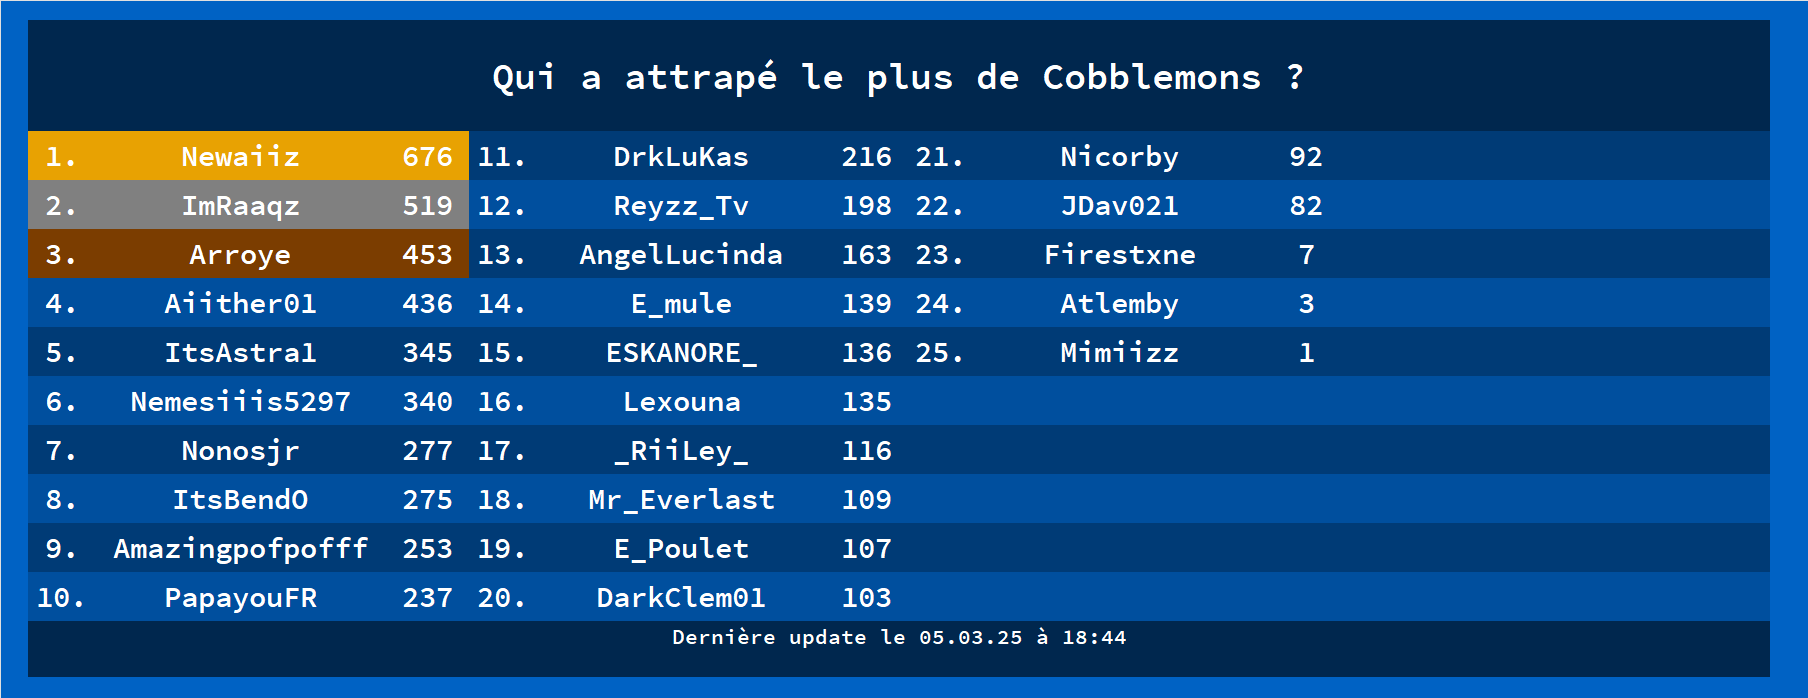 Qui a attrapé le plus de Cobblemons ?
1. Newaiiz 676 11. DrkLuKas 216 21. Nicorby 92
2. ImRaaqz 519 12. Reyzz_Tv 198 22. JDav021 82
3. Arroye 453 13. AngelLucinda 163 23. Firestxne 7
4. Aiither01 436 14. E_mule 139 24. Atlemby 3
5. ItsAstra1 345 15. ESKANORE_ 136 25. Mimiizz 1
6. Nemesiiis5297 340 16. Lexouna 135
7. Nonosjr 277 17. _RiiLey_ 116
8. ItsBendO 275 18. Mr_Everlast 109
9. Amazingpofpofff 253 19. E_Poulet 107
10. PapayouFR 237 20. DarkClem01 103
Dernière update le 05.03.25 à 18:44